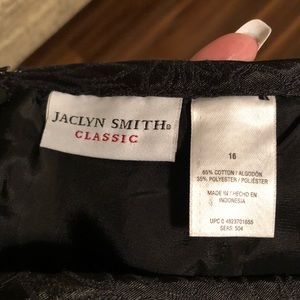 JACLYN SMITH®
CLASSIC
16
65% COTTON / ALGODÓN
35% POLYESTER / POLIÉSTER
MADE IN / HECHO EN
INDONESIA
UPC 0 4923701655
SEAS: 504